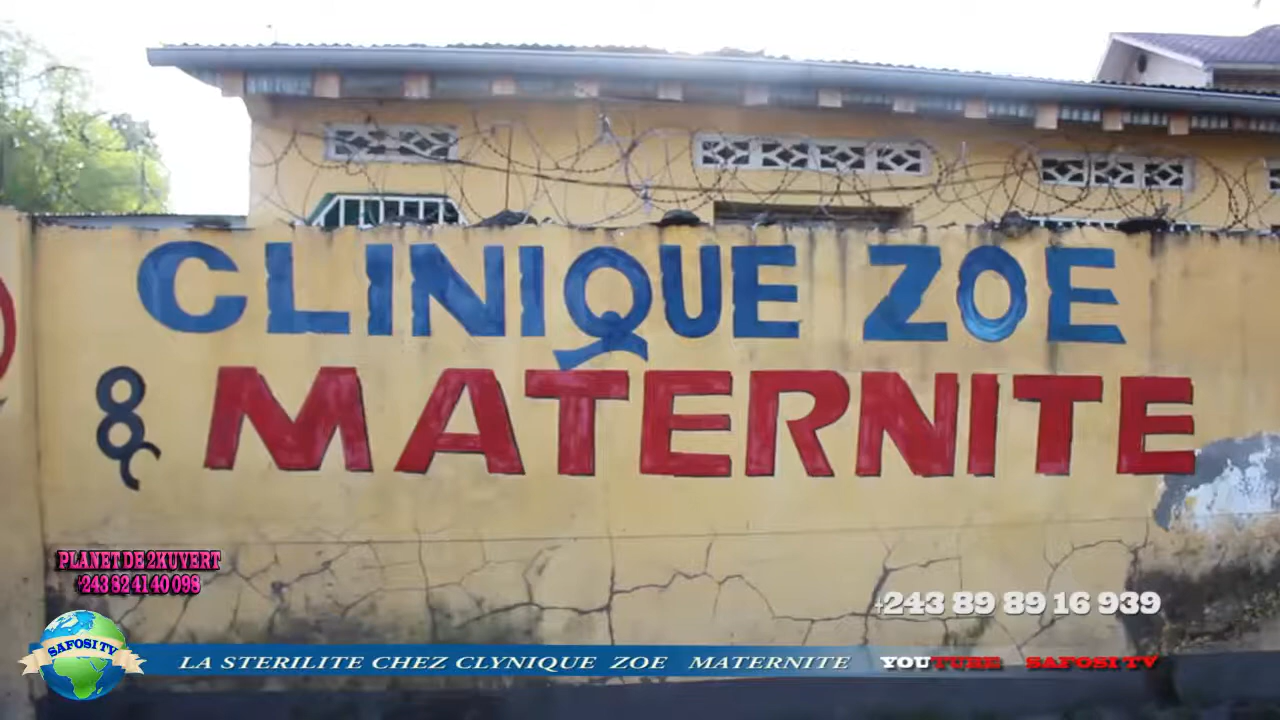 CLINIQUE ZOE
& MATERNITE
PLANET DE 2KUVERT
+243 82 41 40 098
+243 89 89 16 939
SAFOSI TV
LA STERILITE CHEZ CLYNIQUE ZOE MATERNITE YOUTUBE SAFOSI TV